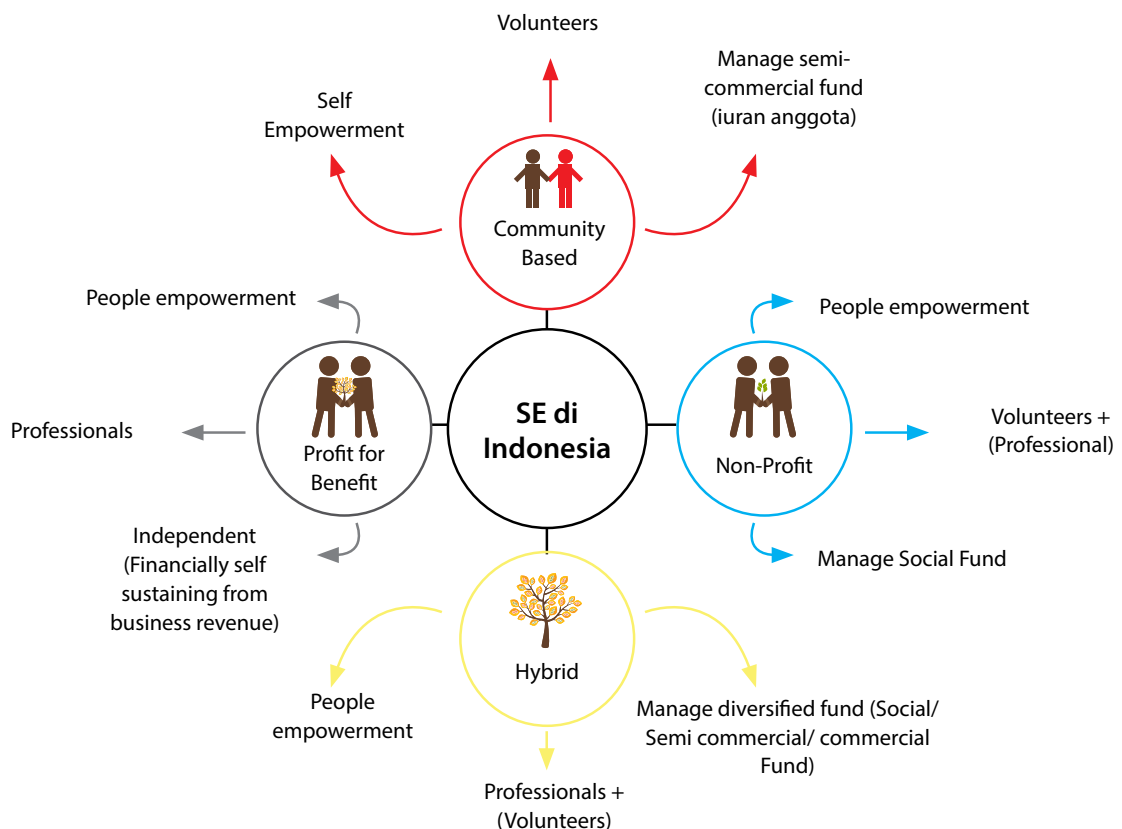 Volunteers
Manage semi-
commercial fund
(iuran anggota)
Self
Empowerment
Community
Based
People empowerment
People empowerment
SE di
Indonesia
Professionals
Profit for
Benefit
Non-Profit
Volunteers +
(Professional)
Independent
(Financially self
sustaining from
business revenue)
Manage Social Fund
Hybrid
People
empowerment
Manage diversified fund (Social/
Semi commercial/ commercial
Fund)
Professionals +
(Volunteers)